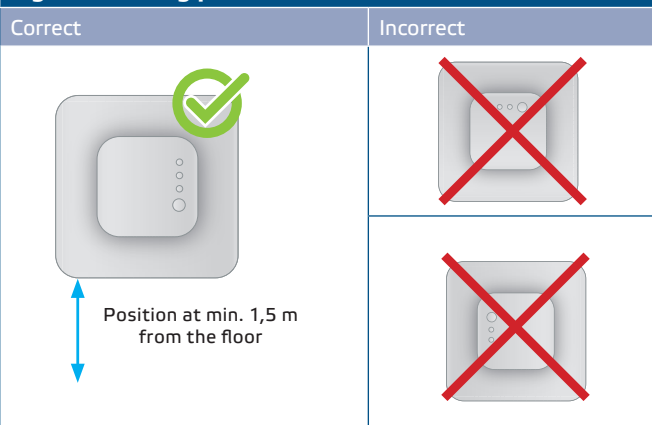 Correct
Incorrect
Position at min. 1,5 m
from the floor